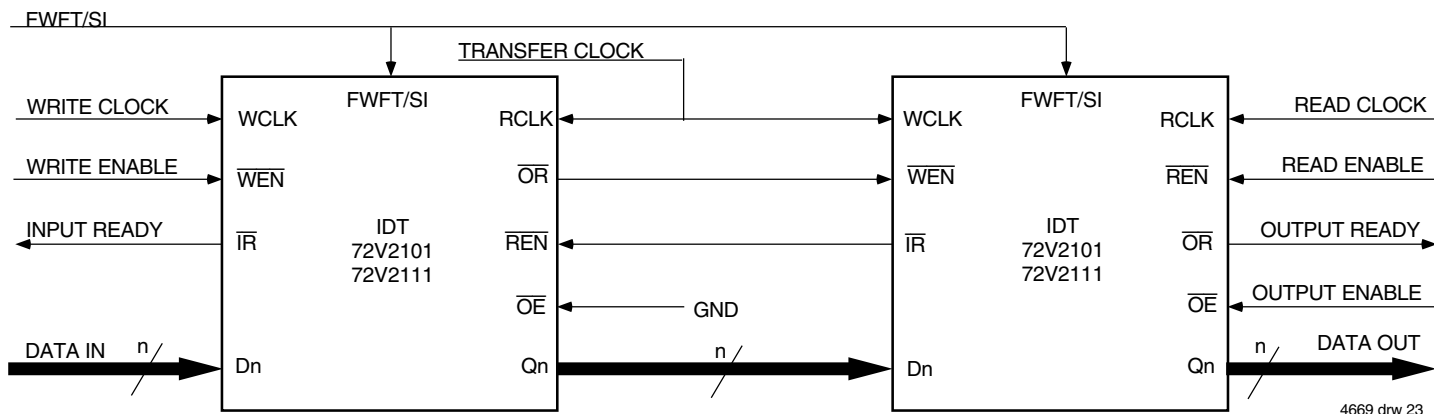 FWFT/SI
TRANSFER CLOCK
FWFT/SI
FWFT/SI
WRITE CLOCK
WCLK
RCLK
WCLK
RCLK
READ CLOCK
WRITE ENABLE
WEN
OR
WEN
REN
READ ENABLE
INPUT READY
IR
IDT
72V2101
72V2111
REN
IR
IDT
72V2101
72V2111
OR
OUTPUT READY
OE
GND
OE
OUTPUT ENABLE
DATA IN
n
Dn
Qn
n
Dn
Qn
n
DATA OUT
4669 drw 23